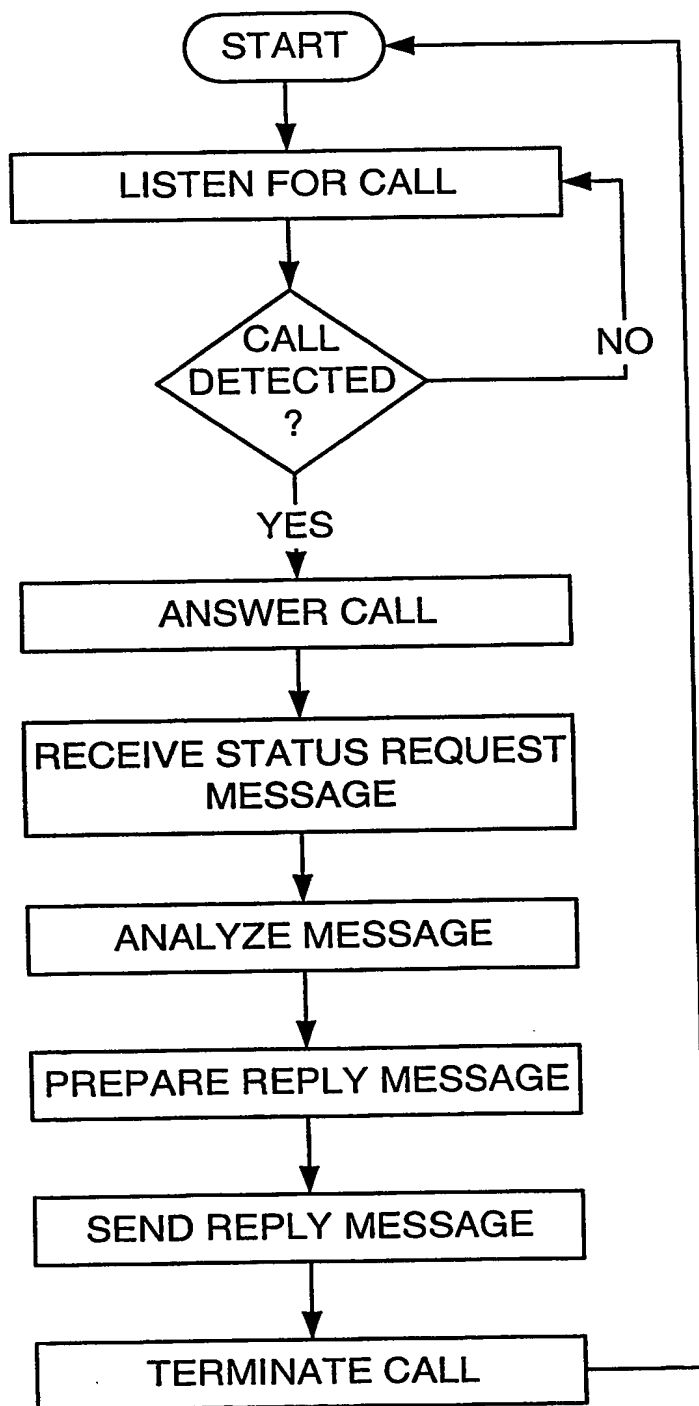 START
LISTEN FOR CALL
CALL
DETECTED
?
NO
YES
ANSWER CALL
RECEIVE STATUS REQUEST
MESSAGE
ANALYZE MESSAGE
PREPARE REPLY MESSAGE
SEND REPLY MESSAGE
TERMINATE CALL